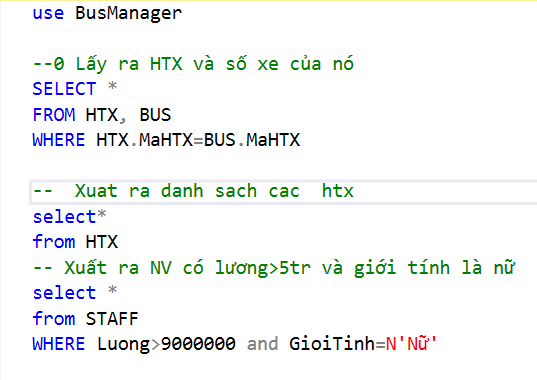 use BusManager
--0 Lấy ra HTX và số xe của nó
SELECT *
FROM HTX, BUS
WHERE HTX.MaHTX=BUS.MaHTX
--  Xuat ra danh sach cac  htx
select*
from HTX
-- Xuất ra NV có lương>5tr và giới tính là nữ
select *
from STAFF
WHERE Luong>9000000 and GioiTinh=N'Nữ'